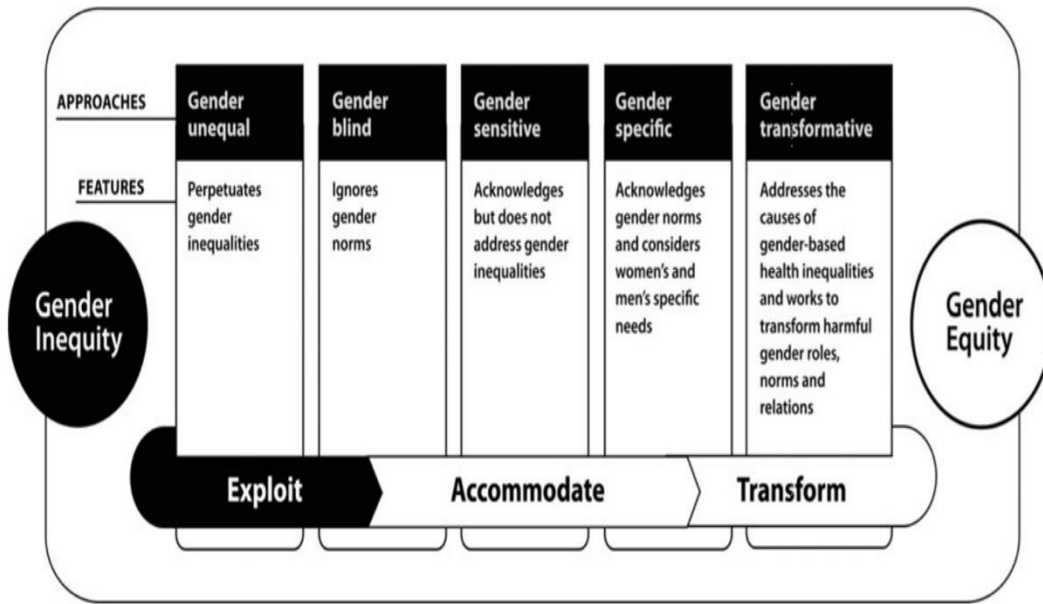 APPROACHES
Gender
unequal
Gender
blind
Gender
sensitive
Gender
specific
Gender
transformative
FEATURES
Perpetuates
gender
inequalities
Ignores
gender
norms
Acknowledges
but does not
address gender
inequalities
Acknowledges
gender norms
and considers
women's and
men's specific
needs
Addresses the
causes of
gender-based
health inequalities
and works to
transform harmful
gender roles,
norms and
relations
Gender
Inequity
Gender
Equity
Exploit
Accommodate
Transform